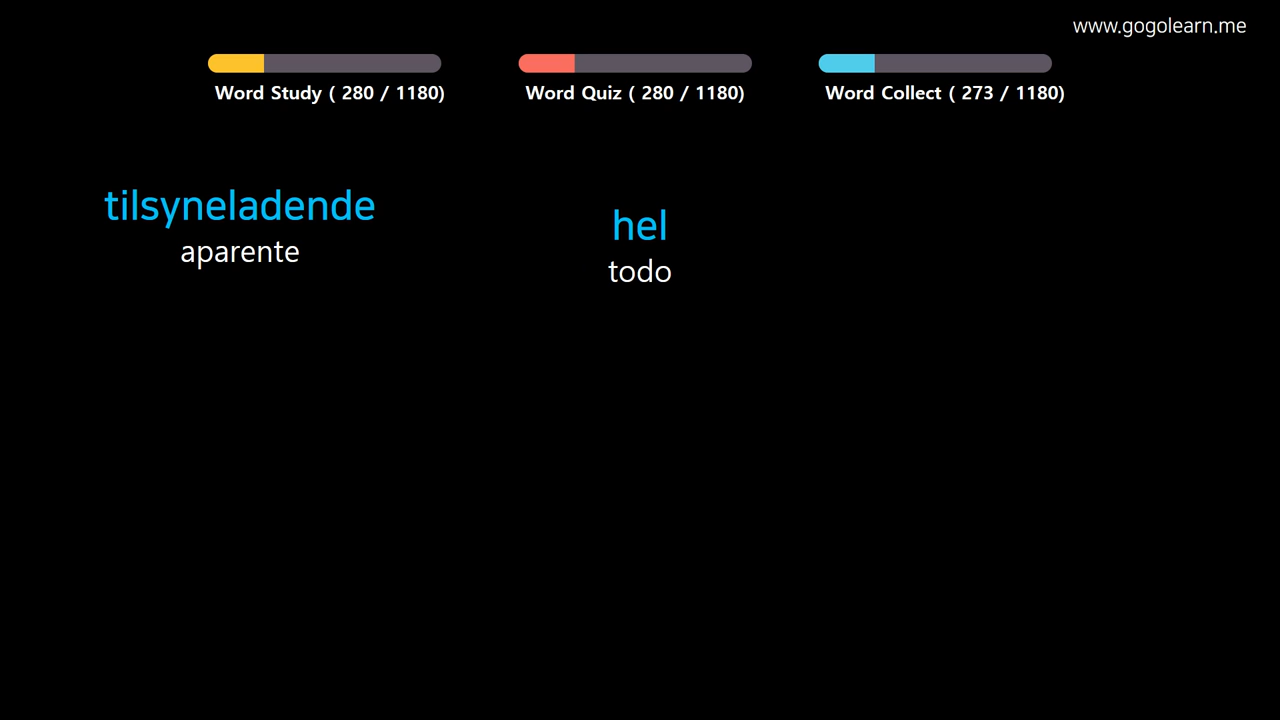 www.gogolearn.me
Word Study ( 280 / 1180)
Word Quiz ( 280 / 1180)
Word Collect ( 273 / 1180)
tilsyneladende
aparente
hel
todo